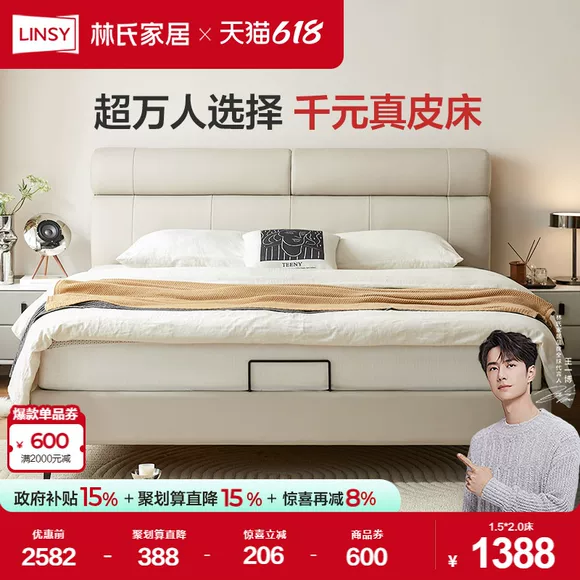 LINSY 林氏家居 × 天猫618
超万人选择 千元真皮床
TEENY
王一博
爆款单品券
¥600
满2000元减
政府补贴15% + 聚划算直降15% + 惊喜再减8%
优惠前 聚划算直降 惊喜立减 商品券 1.5*2.0床
2582 - 388 - 206 - 600 ¥1388